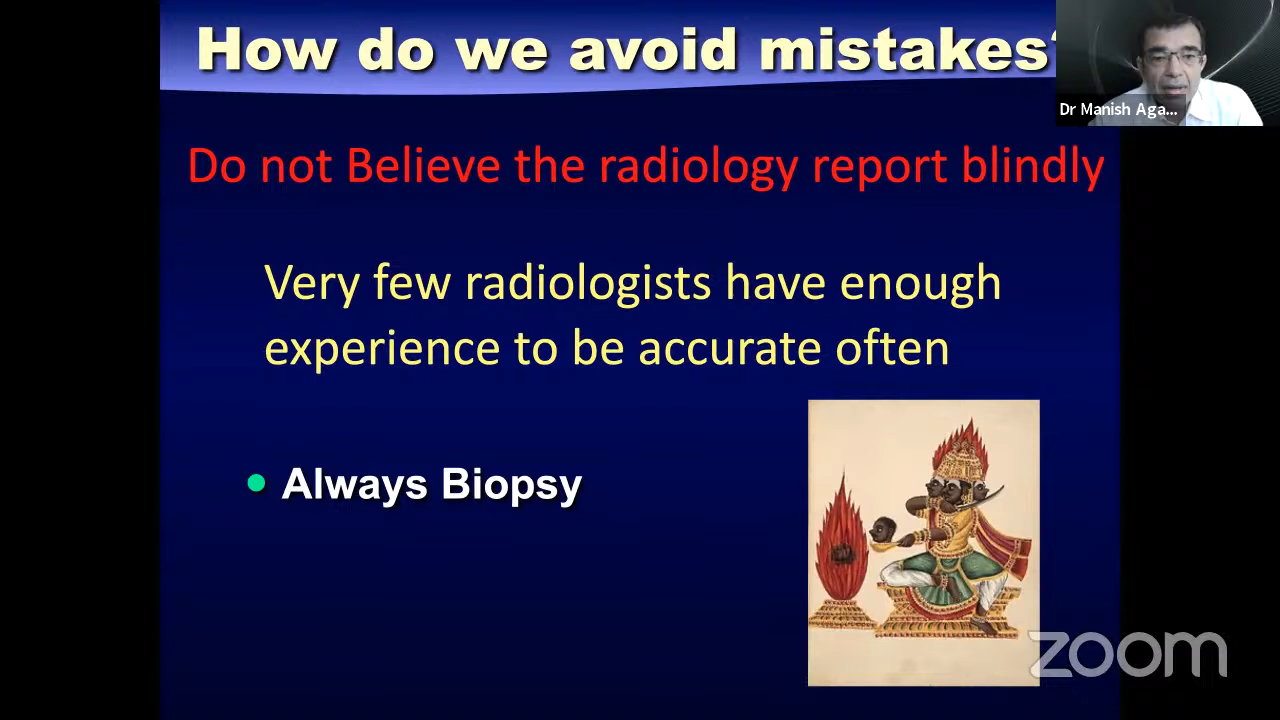 How do we avoid mistakes?
Dr Manish Aga...
Do not Believe the radiology report blindly
Very few radiologists have enough
experience to be accurate often
• Always Biopsy
zoom